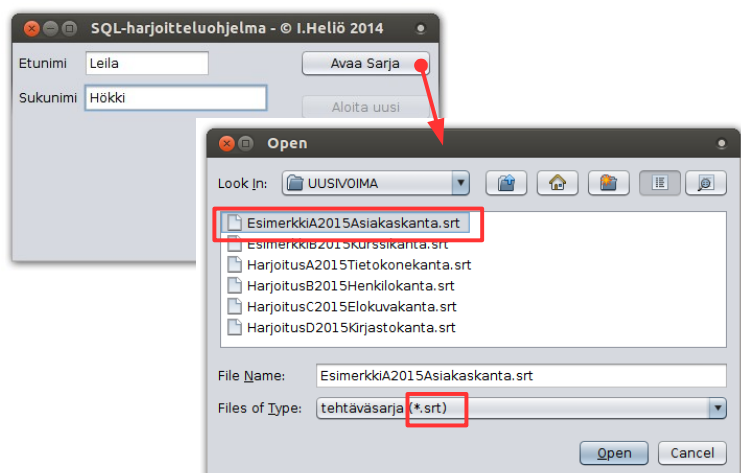 SQL-harjoitteluohjelma - © I.Heliö 2014
Etunimi Leila Avaa Sarja
Sukunimi Hökki Aloita uusi
Open
Look In: UUSIVOIMA
EsimerkkiA2015Asiakaskanta.srt
EsimerkkiB2015Kurssikanta.srt
HarjoitusA2015Tietokonekanta.srt
HarjoitusB2015Henkilokanta.srt
HarjoitusC2015Elokuvakanta.srt
HarjoitusD2015Kirjastokanta.srt
File Name: EsimerkkiA2015Asiakaskanta.srt
Files of Type: tehtäväsarja (*.srt)
Open Cancel